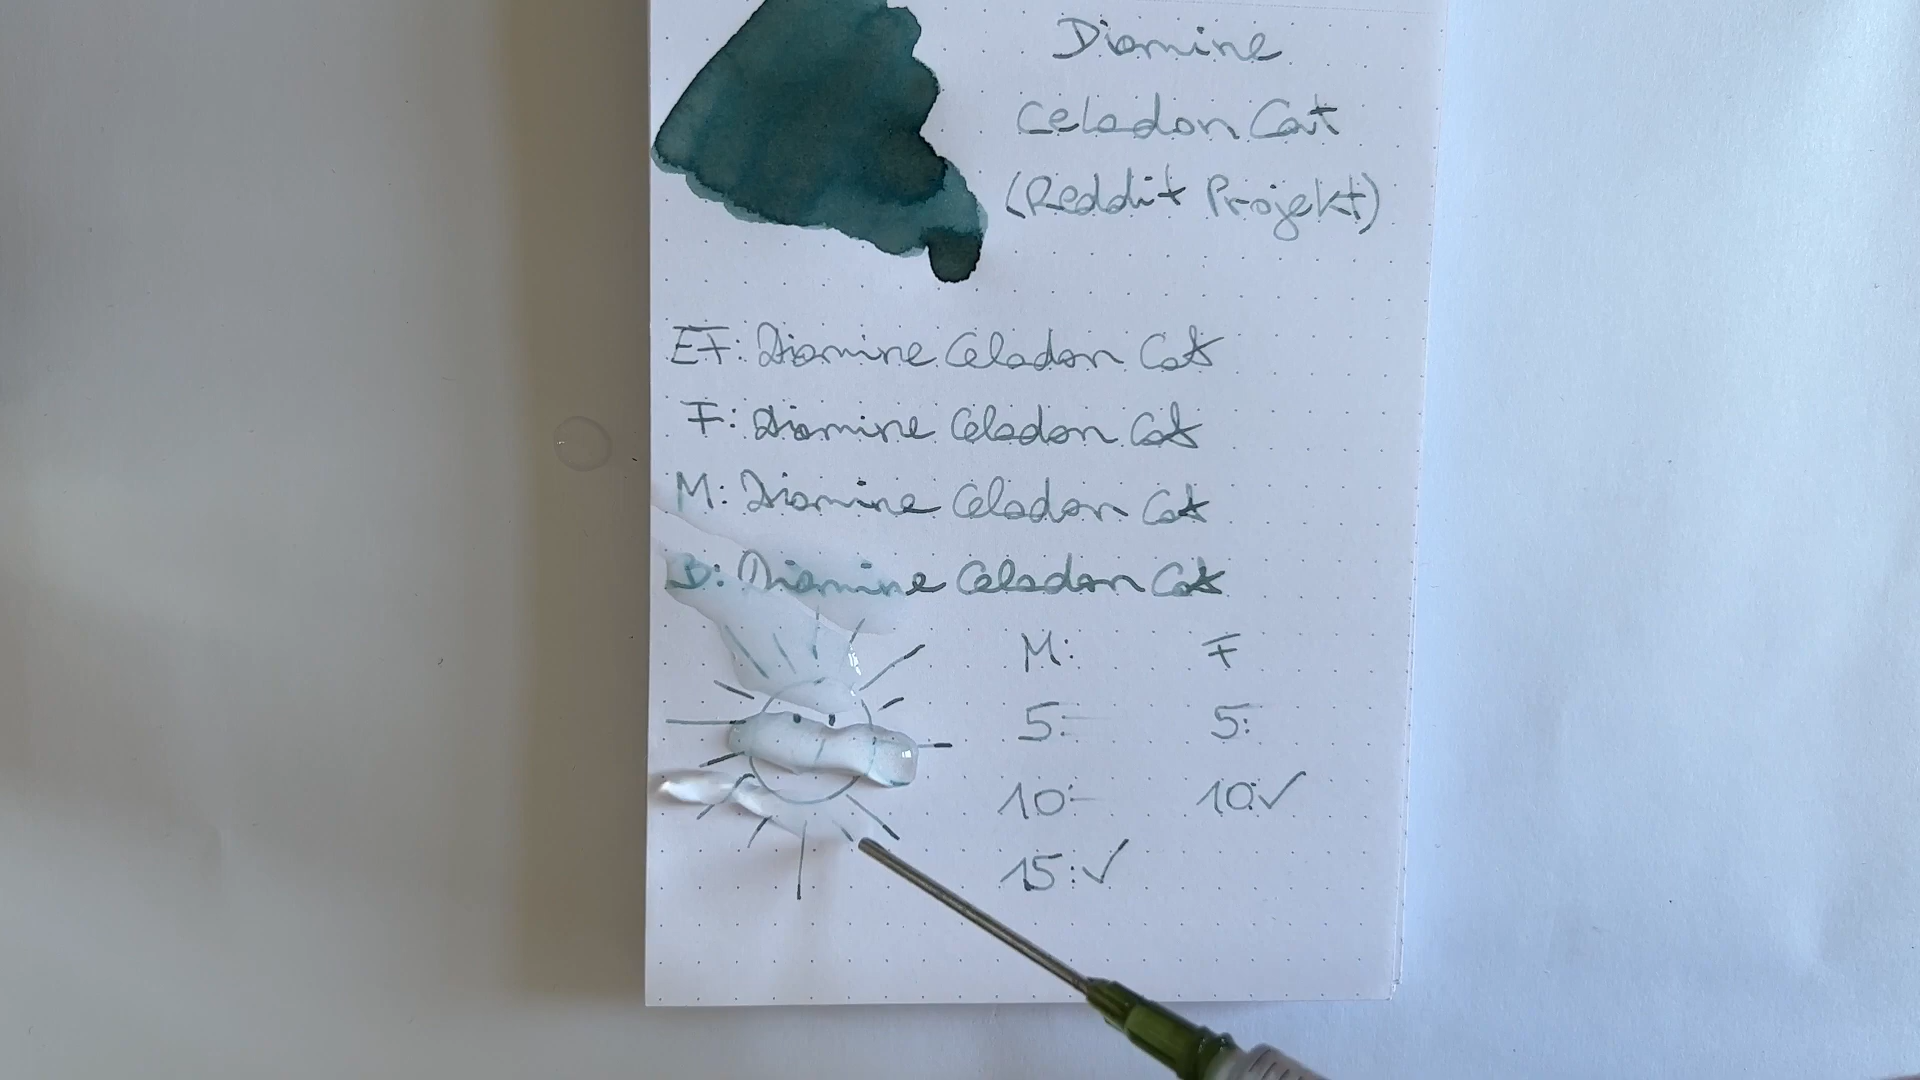 Diamine
Celadon Cat
(Reddit Projekt)
EF: Diamine Celadon Cat
F: Diamine Celadon Cat
M: Diamine Celadon Cat
B: Diamine Celadon Cat
M: F
5:- 5:
10:- 10:✓
15:✓